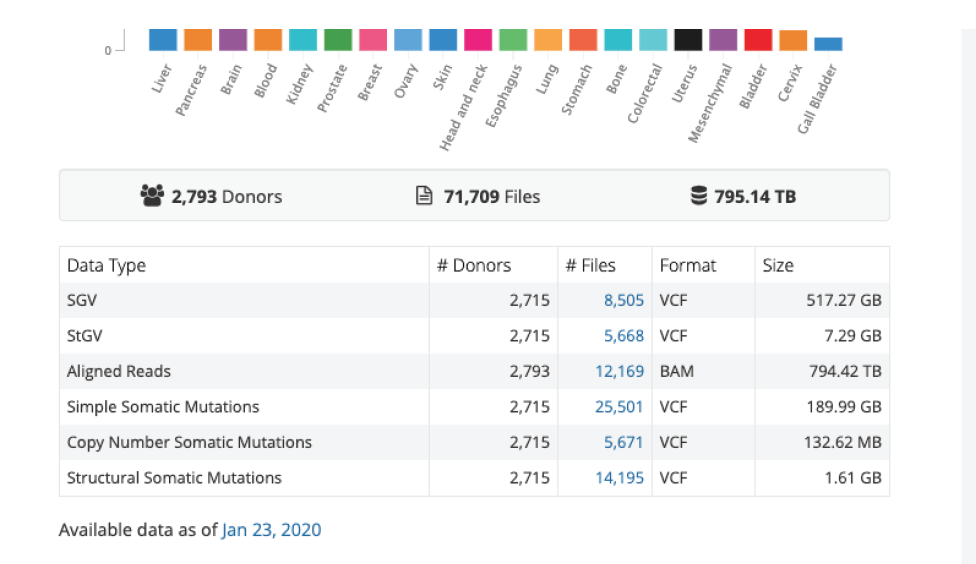 0
Liver
Pancreas
Brain
Blood
Kidney
Prostate
Breast
Ovary
Skin
Head and neck
Esophagus
Lung
Stomach
Bone
Colorectal
Uterus
Mesenchymal
Bladder
Cervix
Gall Bladder
2,793 Donors 71,709 Files 795.14 TB
Data Type # Donors # Files Format Size
SGV 2,715 8,505 VCF 517.27 GB
StGV 2,715 5,668 VCF 7.29 GB
Aligned Reads 2,793 12,169 BAM 794.42 TB
Simple Somatic Mutations 2,715 25,501 VCF 189.99 GB
Copy Number Somatic Mutations 2,715 5,671 VCF 132.62 MB
Structural Somatic Mutations 2,715 14,195 VCF 1.61 GB
Available data as of Jan 23, 2020